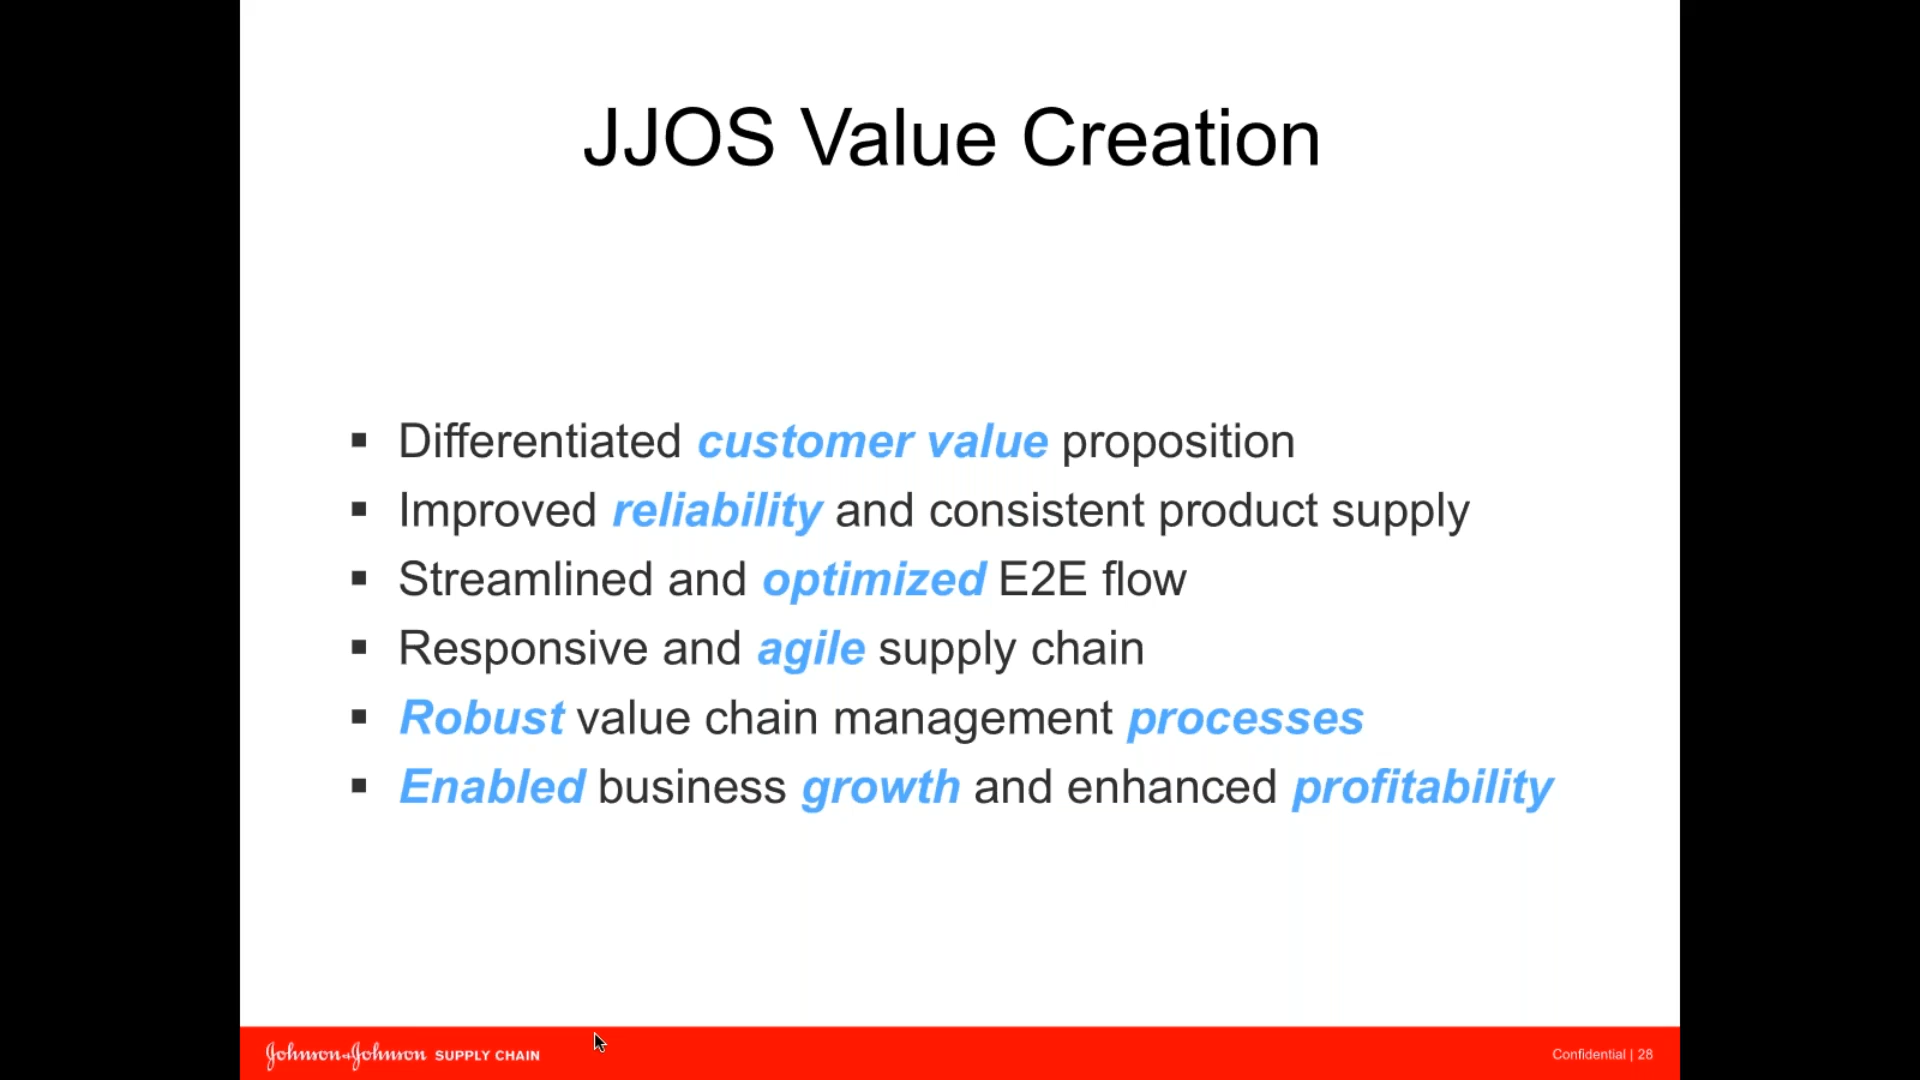 JJOS Value Creation
▪ Differentiated customer value proposition
▪ Improved reliability and consistent product supply
▪ Streamlined and optimized E2E flow
▪ Responsive and agile supply chain
▪ Robust value chain management processes
▪ Enabled business growth and enhanced profitability
Johnson & Johnson SUPPLY CHAIN
Confidential | 28